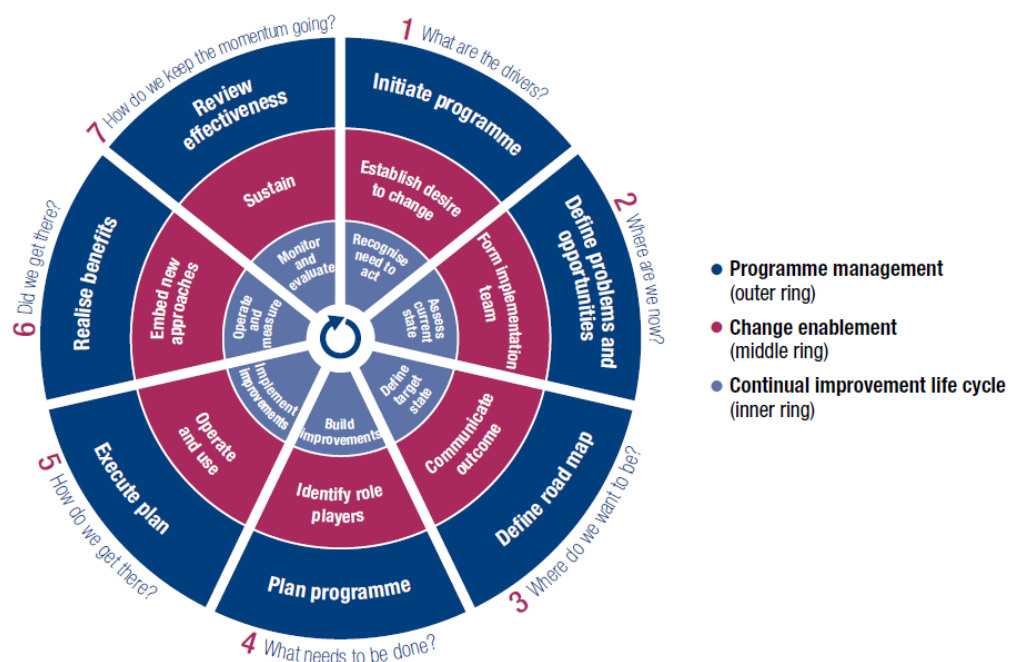 1 What are the drivers?
Initiate programme
Establish desire
to change
Recognise
need to
act
2 Where are we now?
Define problems and
opportunities
Form implementation
team
Assess
current
state
3 Where do we want to be?
Define road map
Communicate
outcome
Define
target
state
4 What needs to be done?
Plan programme
Identify role
players
Build
improvements
5 How do we get there?
Execute plan
Operate
and use
Implement
improvements
6 Did we get there?
Realise benefits
Embed new
approaches
Operate
and
measure
7 How do we keep the momentum going?
Review
effectiveness
Sustain
Monitor
and
evaluate
Programme management
(outer ring)
Change enablement
(middle ring)
Continual improvement life cycle
(inner ring)